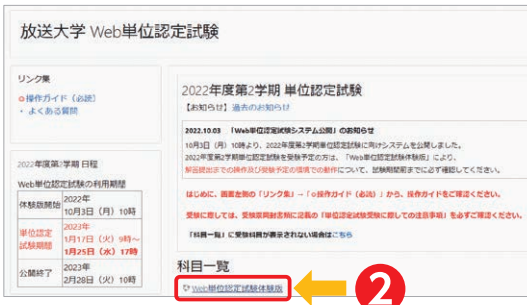 放送大学 Web単位認定試験
リンク集
操作ガイド（必読）
・よくある質問
2022年度第2学期 日程
Web単位認定試験の利用期間
体験版開始 2022年
10月3日（月）10時
単位認定
試験期間
2023年
1月17日（火）9時～
1月25日（水）17時
公開終了 2023年
2月28日（火）10時
2022年度第2学期 単位認定試験
【お知らせ】過去のお知らせ
2022.10.03 「Web単位認定試験システム公開」のお知らせ
10月3日（月）10時より、2022年度第2学期単位認定試験に向けシステムを公開しました。
2022年度第2学期単位認定試験を受験予定の方は、「Web単位認定試験体験版」により、
解答提出までの操作及び受験予定の環境での動作について、試験期間前までに必ず確認してください。
はじめに、画面左側の「リンク集」-「o操作ガイド（必読）」から、操作ガイドをご確認ください。
受験に際しては、受験票同封書類に記載の「単位認定試験受験に際しての注意事項」を必ずご確認ください。
「科目一覧」に受験科目が表示されない場合はこちら
科目一覧
Web単位認定試験体験版
2